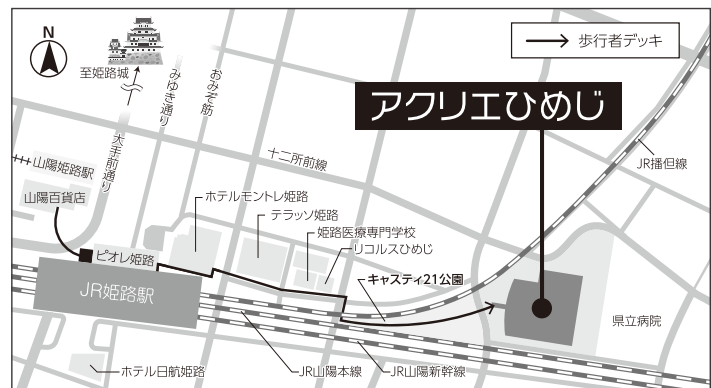 N
至姫路城
歩行者デッキ
アクリエひめじ
みゆき通り
おみぞ筋
大手前通り
十二所前線
JR播但線
山陽姫路駅
山陽百貨店
ホテルモントレ姫路
テラッソ姫路
姫路医療専門学校
リコルスひめじ
ピオレ姫路
キャスティ21公園
JR姫路駅
県立病院
ホテル日航姫路
JR山陽本線
JR山陽新幹線